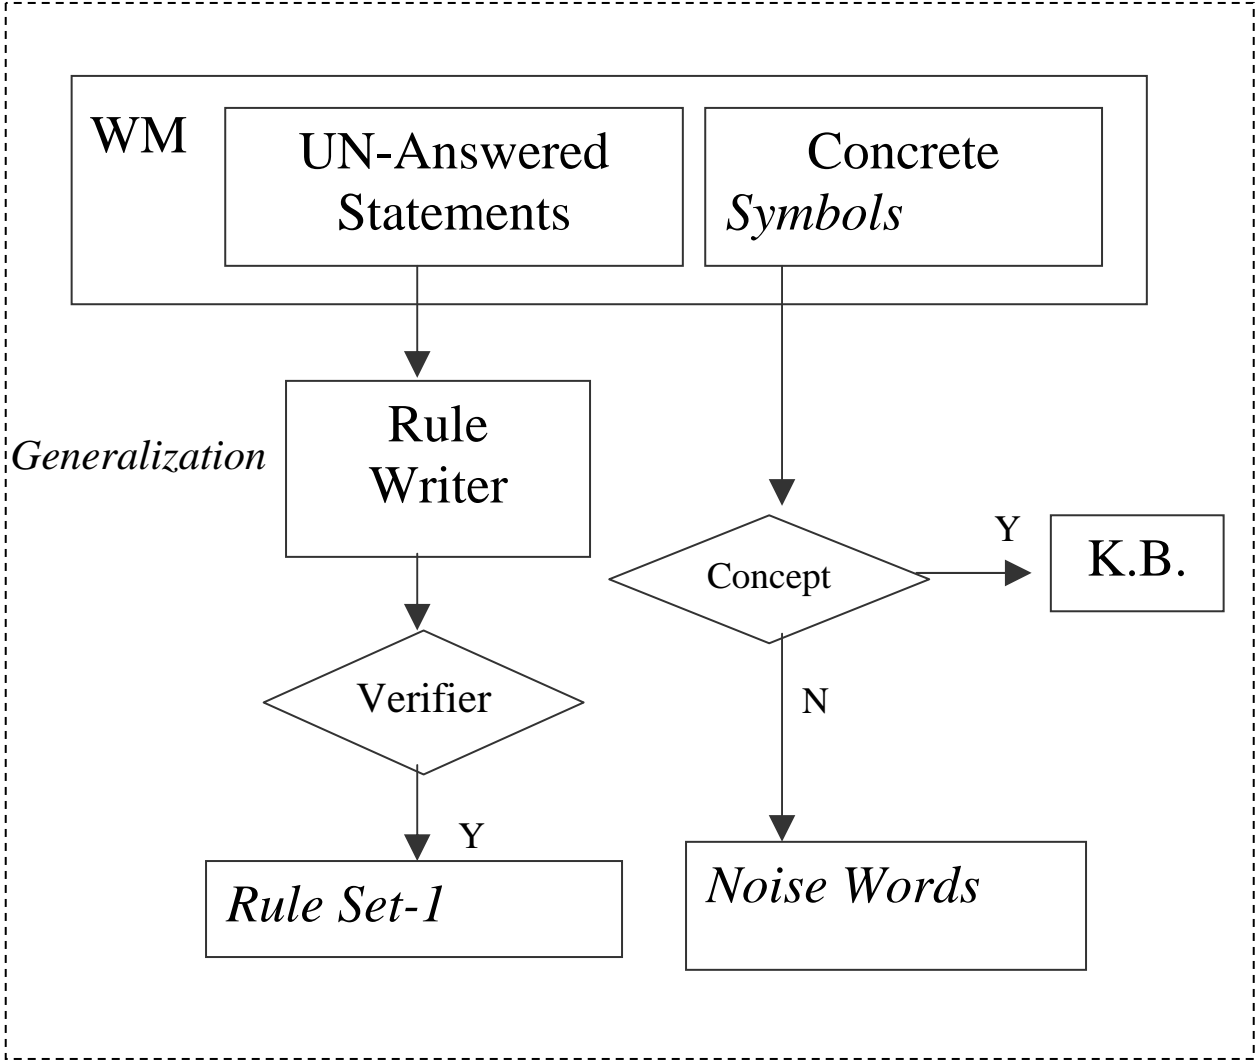 WM
UN-Answered
Statements
Concrete
Symbols
Generalization
Rule
Writer
Concept
Y
K.B.
Verifier
N
Y
Rule Set-1
Noise Words